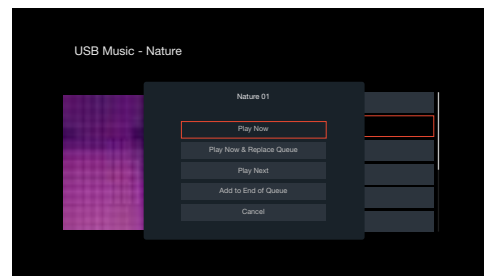 USB Music - Nature
Nature 01
Play Now
Play Now & Replace Queue
Play Next
Add to End of Queue
Cancel